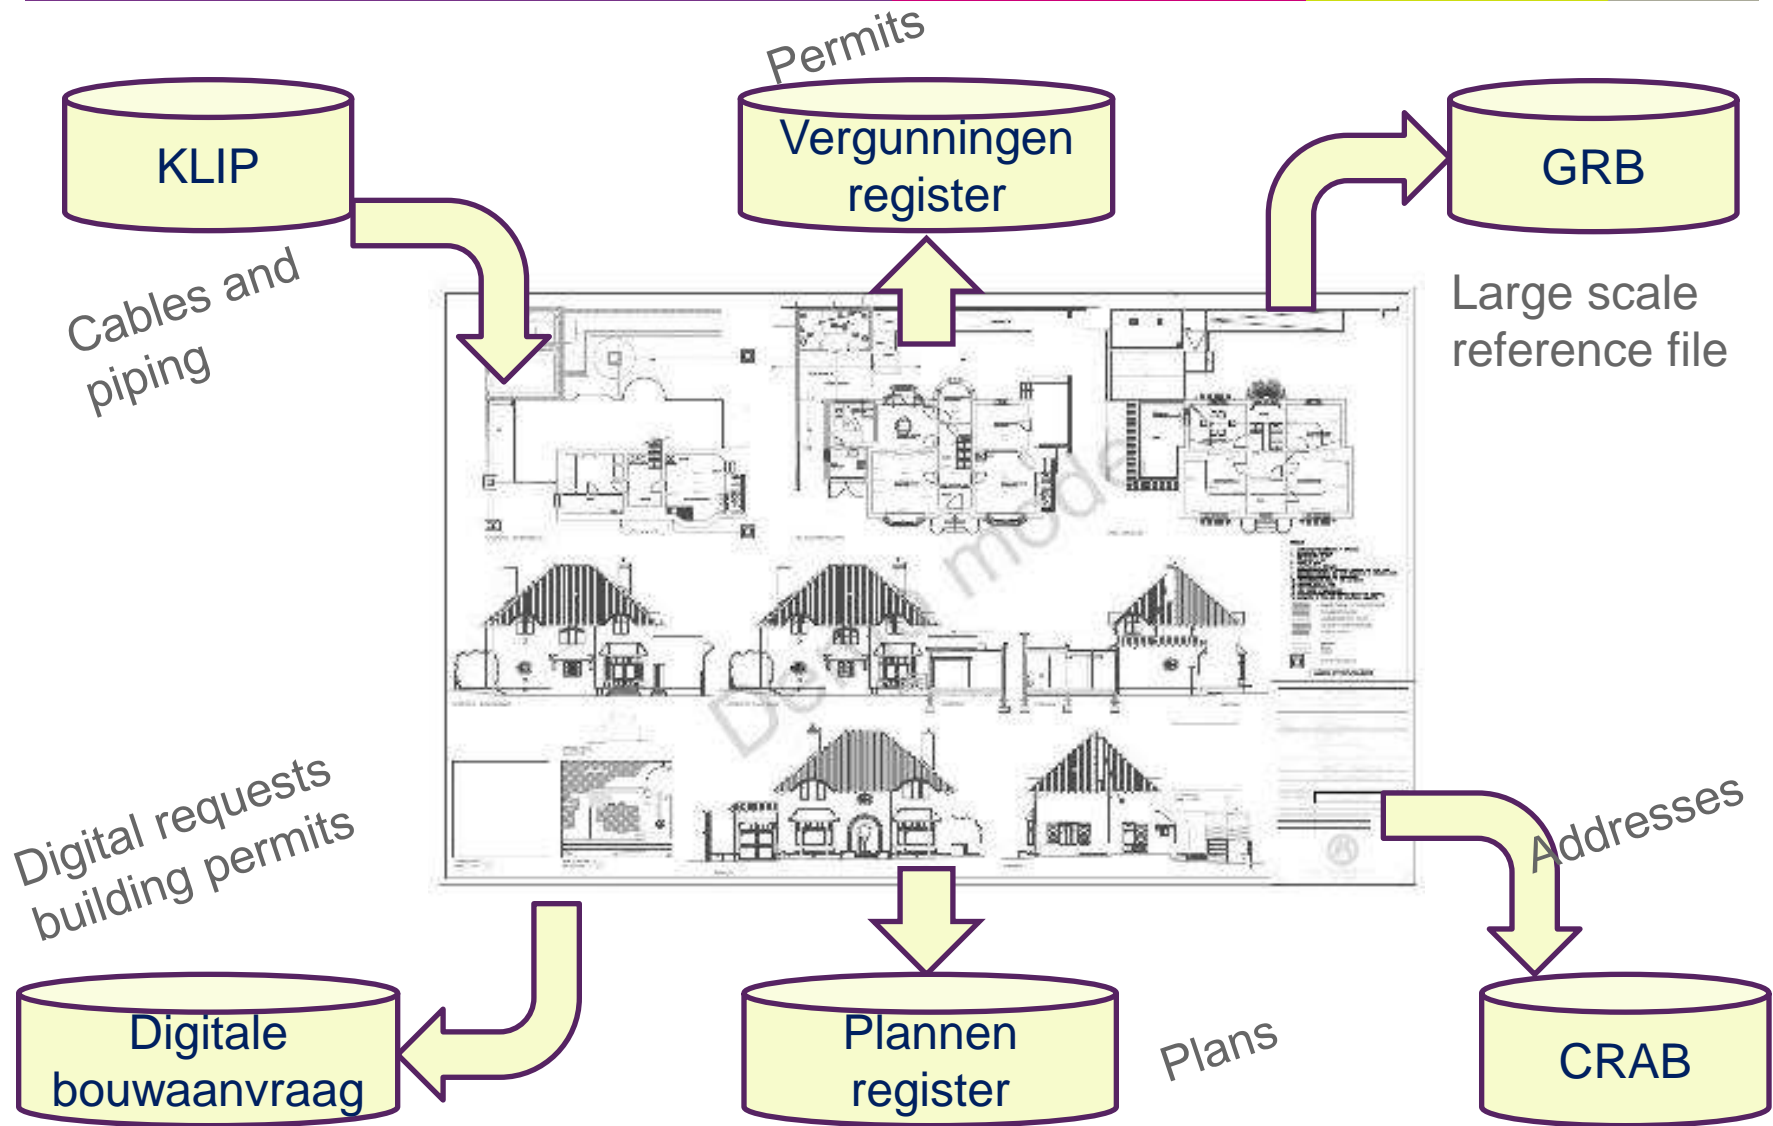 Permits
KLIP
Vergunningen
register
GRB
Cables and
piping
Large scale
reference file
Digital requests
building permits
Addresses
Digitale
bouwaanvraag
Plannen
register
Plans
CRAB